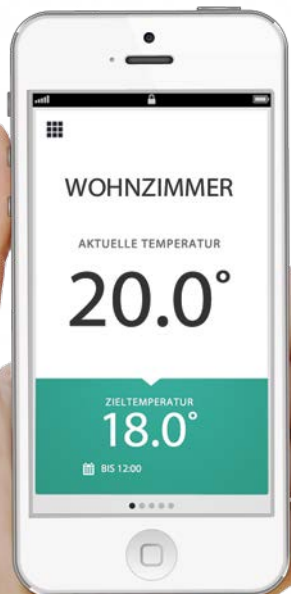 WOHNZIMMER
AKTUELLE TEMPERATUR
20.0°
ZIELTEMPERATUR
18.0°
BIS 12:00